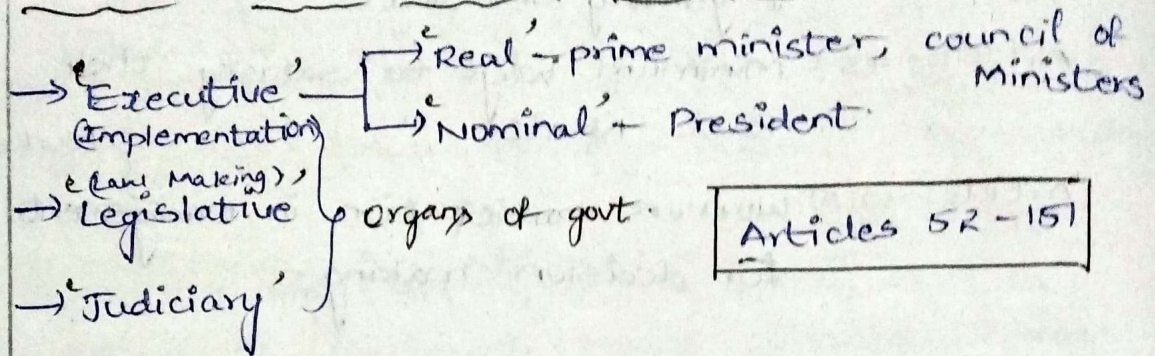 → 'Executive' → 'Real' - prime minister, council of
Ministers
(Implementation) → 'Nominal' - President
(Law Making)
→ 'Legislative' organs of govt. Articles 52-151
→ 'Judiciary'